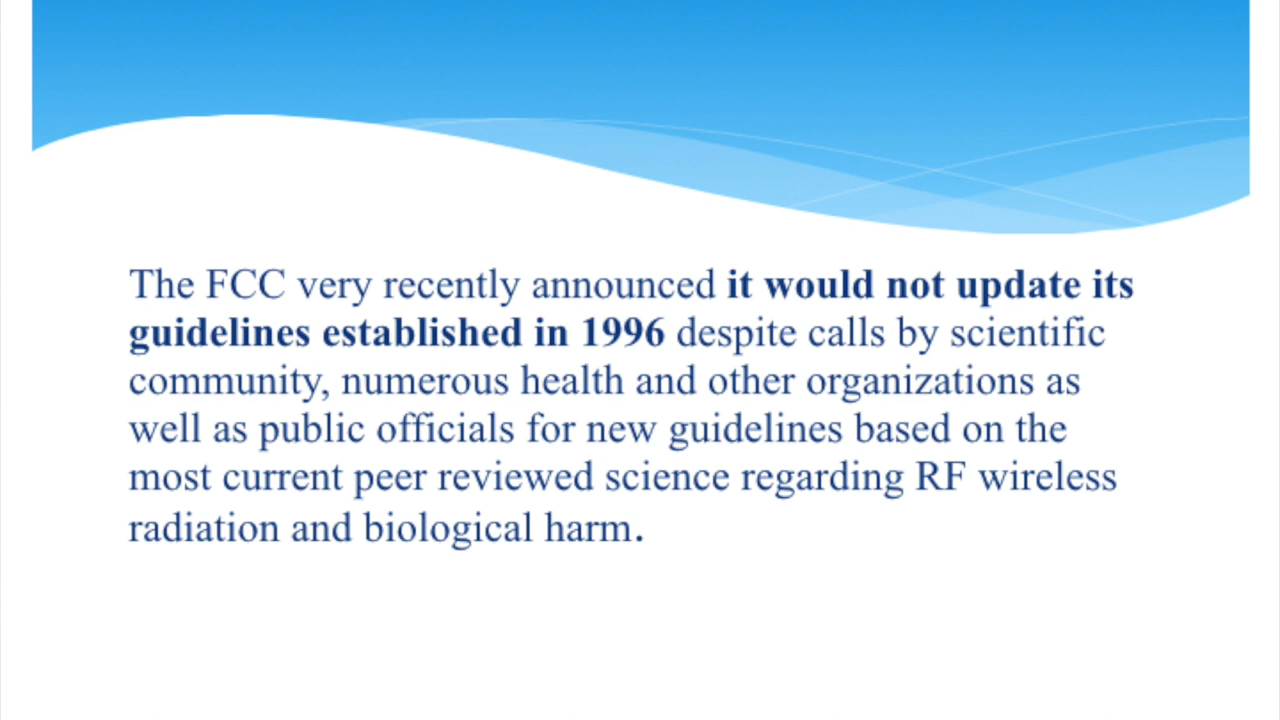 The FCC very recently announced it would not update its
guidelines established in 1996 despite calls by scientific
community, numerous health and other organizations as
well as public officials for new guidelines based on the
most current peer reviewed science regarding RF wireless
radiation and biological harm.